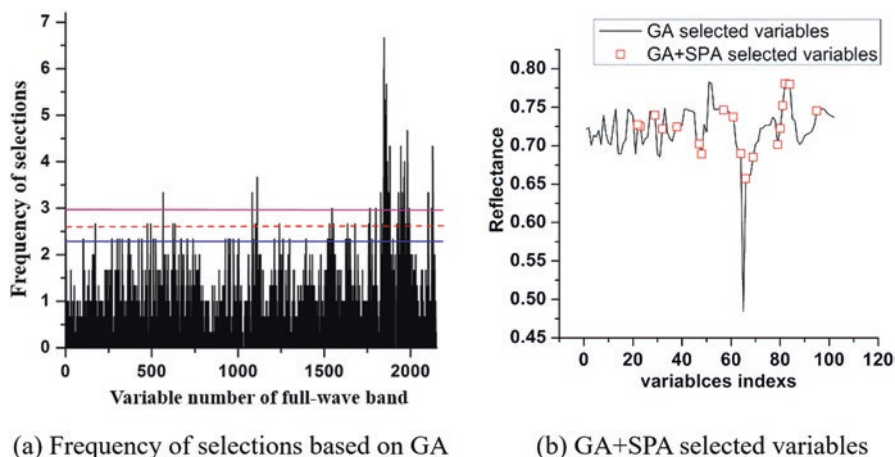 7
6
5
4
3
2
1
0
Frequency of selections
0 500 1000 1500 2000
Variable number of full-wave band
(a) Frequency of selections based on GA
GA selected variables
GA+SPA selected variables
0.80
0.75
0.70
0.65
0.60
0.55
0.50
0.45
Reflectance
0 20 40 60 80 100 120
variablces indexs
(b) GA+SPA selected variables